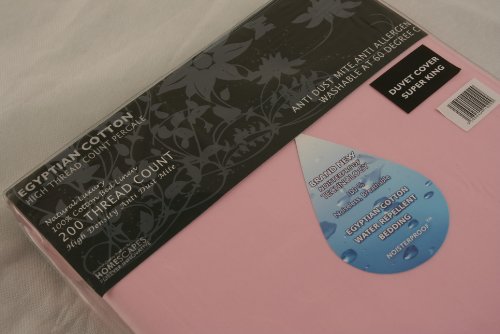 EGYPTIAN COTTON
HIGH THREAD COUNT PERCALE
Natural Luxury
100% Cotton Bed Linen
200 THREAD COUNT
High Density Anti Dust Mite
HOMESCAPES
ANTI DUST MITE, ANTI ALLERGEN
WASHABLE AT 60 DEGREE C
DUVET COVER
SUPER KING
BRAND NEW
100%
EGYPTIAN COTTON
WATER REPELLENT
BEDDING
NOISTERPROOF™